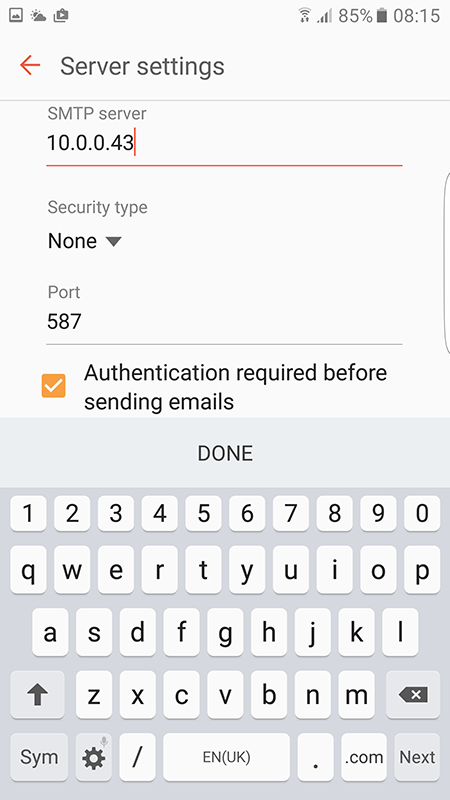 85% 08:15
Server settings
SMTP server
10.0.0.43
Security type
None
Port
587
Authentication required before
sending emails
DONE
1 2 3 4 5 6 7 8 9 0
q w e r t y u i o p
a s d f g h j k l
z x c v b n m
Sym / EN(UK) . .com Next